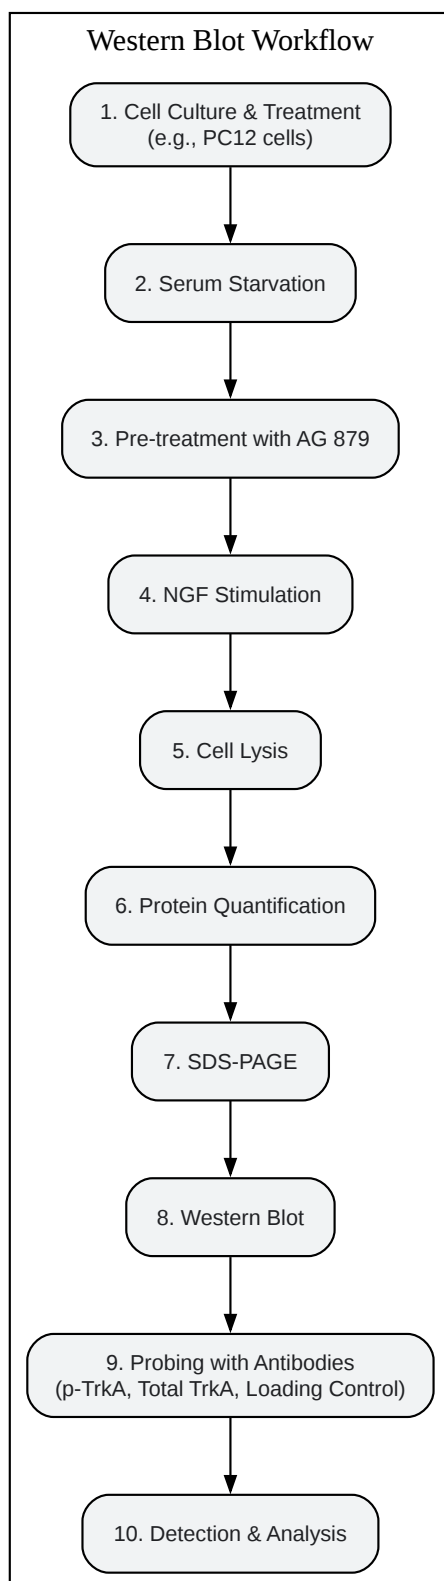 Western Blot Workflow
1. Cell Culture & Treatment
(e.g., PC12 cells)
2. Serum Starvation
3. Pre-treatment with AG 879
4. NGF Stimulation
5. Cell Lysis
6. Protein Quantification
7. SDS-PAGE
8. Western Blot
9. Probing with Antibodies
(p-TrkA, Total TrkA, Loading Control)
10. Detection & Analysis